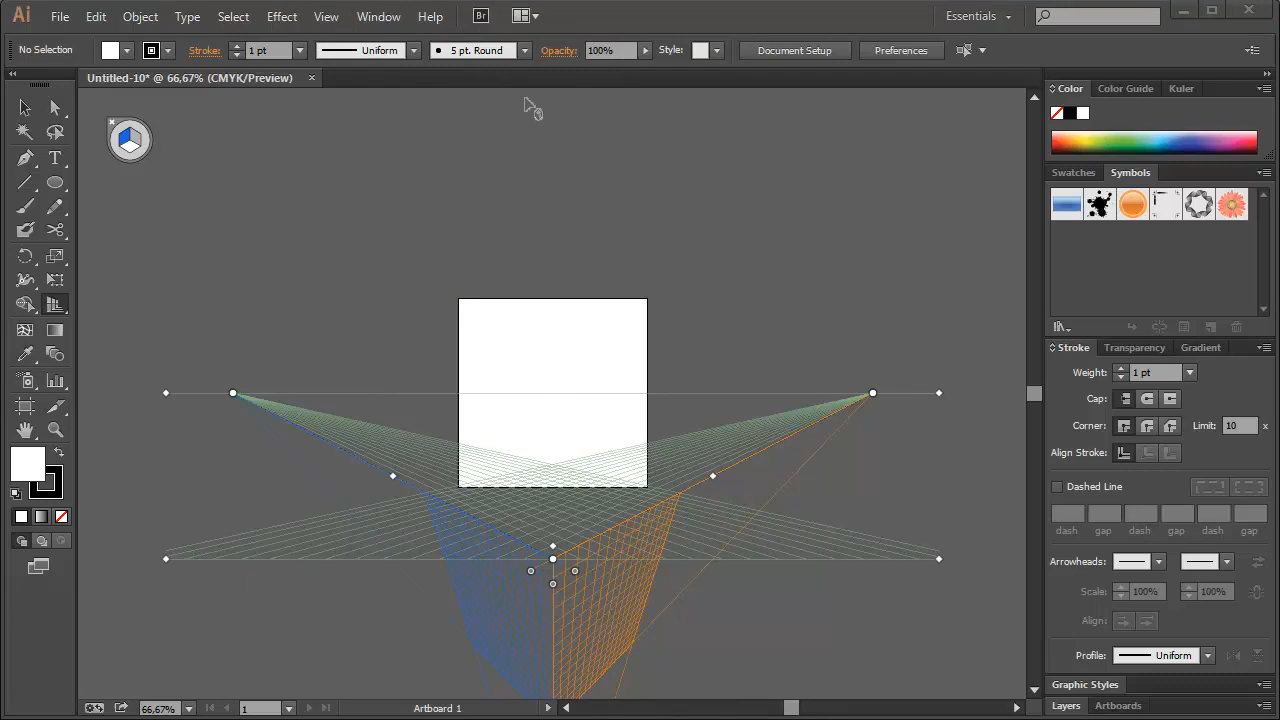 Ai File Edit Object Type Select Effect View Window Help Br Essentials
No Selection Stroke: 1 pt Uniform 5 pt. Round Opacity: 100% Style: Document Setup Preferences
Untitled-10* @ 66,67% (CMYK/Preview) ×
Color Color Guide Kuler
Swatches Symbols
Stroke Transparency Gradient
Weight: 1 pt
Cap:
Corner: Limit: 10 x
Align Stroke:
Dashed Line
dash gap dash gap dash gap
Arrowheads:
Scale: 100% 100%
Align:
Profile: Uniform
Graphic Styles
Layers Artboards
66,67% 1 Artboard 1